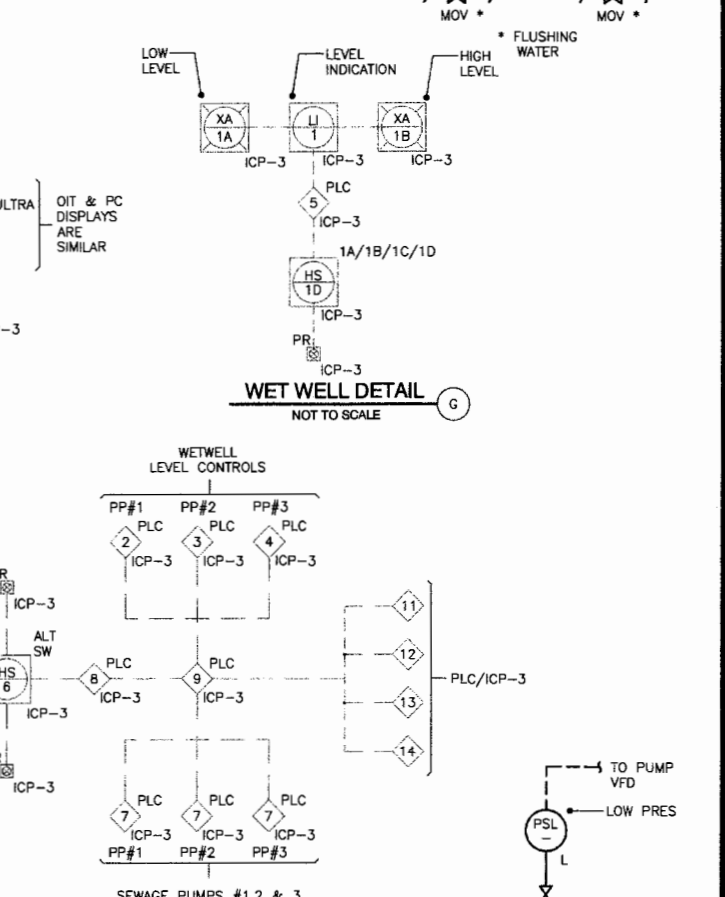 MOV *
MOV *
* FLUSHING
WATER
LOW
LEVEL
LEVEL
INDICATION
HIGH
LEVEL
XA
1A
LI
1
XA
1B
ICP-3
ICP-3
ICP-3
PLC
5
ICP-3
1A/1B/1C/1D
HS
1D
ICP-3
PR
ICP-3
ULTRA
OIT & PC
DISPLAYS
ARE
SIMILAR
-3
WET WELL DETAIL
NOT TO SCALE
G
WETWELL
LEVEL CONTROLS
PP#1
PP#2
PP#3
PLC
PLC
PLC
2
3
4
ICP-3
ICP-3
ICP-3
R
ICP-3
ALT
SW
HS
6
ICP-3
PLC
8
ICP-3
PLC
9
ICP-3
11
12
13
14
PLC/ICP-3
ICP-3
PLC
PLC
PLC
7
7
7
ICP-3
ICP-3
ICP-3
PP#1
PP#2
PP#3
SEWAGE PUMPS #1,2 & 3
TO PUMP
VFD
LOW PRES
PSL
-
L